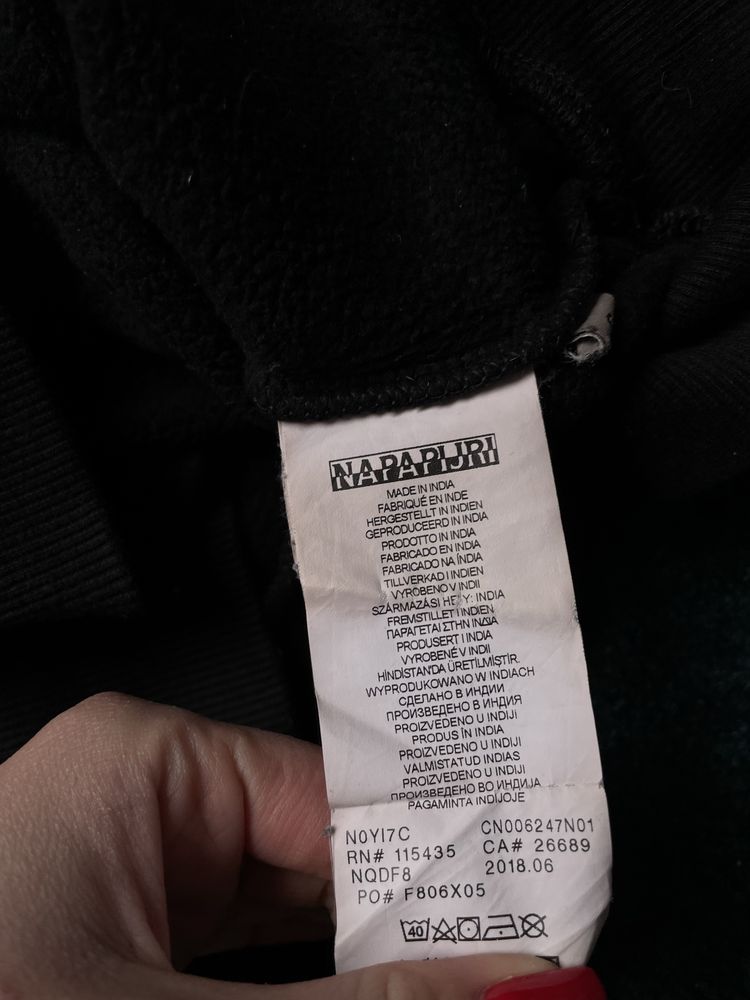 NAPAPIJRI
MADE IN INDIA
FABRIQUÉ EN INDE
HERGESTELLT IN INDIEN
GEPRODUCEERD IN INDIA
PRODOTTO IN INDIA
FABRICADO EN INDIA
FABRICADO NA ÍNDIA
TILLVERKAD I INDIEN
VYROBENO V INDII
SZÁRMAZÁSI HELY: INDIA
FREMSTILLET I INDIEN
ΠΑΡΑΓΕΤΑΙ ΣΤΗΝ ΙΝΔΙΑ
PRODUSERT I INDIA
VYROBENÉ V INDII
HİNDİSTAN'DA ÜRETİLMİŞTİR.
WYPRODUKOWANO W INDIACH
СДЕЛАНО В ИНДИИ
ПРОИЗВЕДЕНО В ИНДИЯ
PROIZVEDENO U INDIJI
PRODUS ÎN INDIA
PROIZVEDENO U INDIJI
VALMISTATUD INDIAS
PROIZVEDENO U INDIJI
ПРОИЗВЕДЕНО ВО ИНДИЈА
PAGAMINTA INDIJOJE
N0YI7C CN006247N01
RN# 115435 CA# 26689
NQDF8 2018.06
PO# F806X05
40